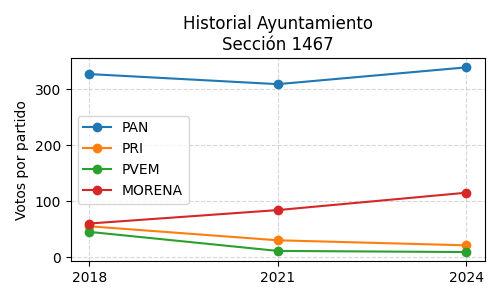 Historial Ayuntamiento
Sección 1467
Votos por partido
300
200
100
0
PAN
PRI
PVEM
MORENA
2018
2021
2024